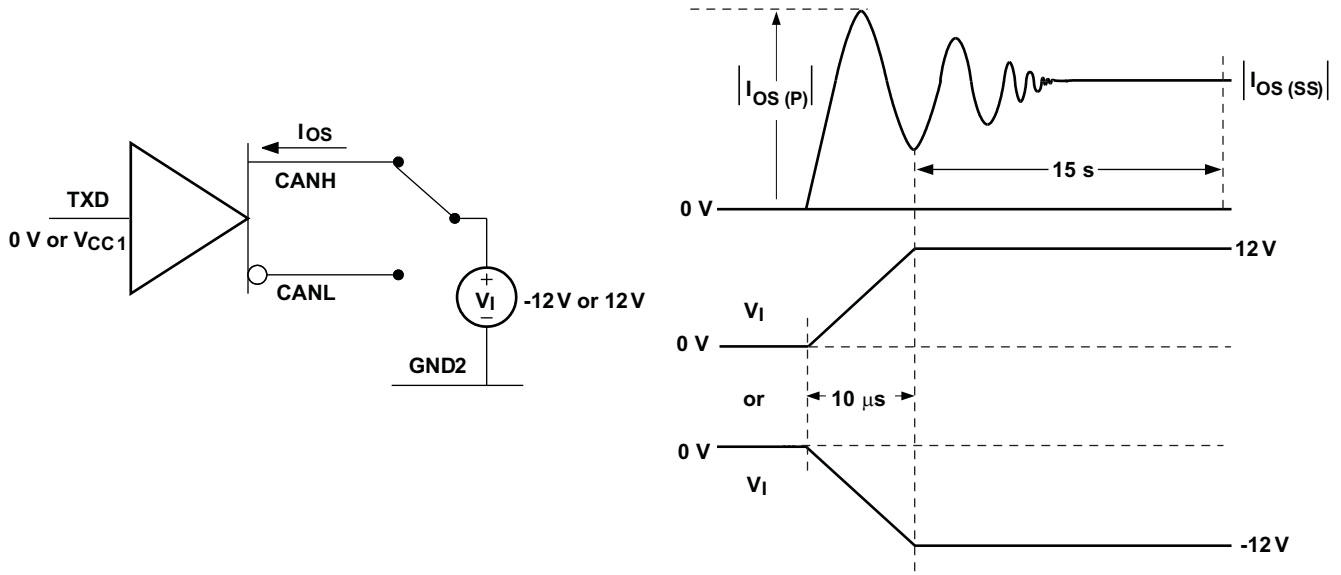 TXD
0 V or VCC1
IOS
CANH
CANL
+
VI
–
-12 V or 12 V
GND2
|IOS (P)|
|IOS (SS)|
15 s
0 V
12 V
VI
0 V
or
10 μs
0 V
VI
-12 V